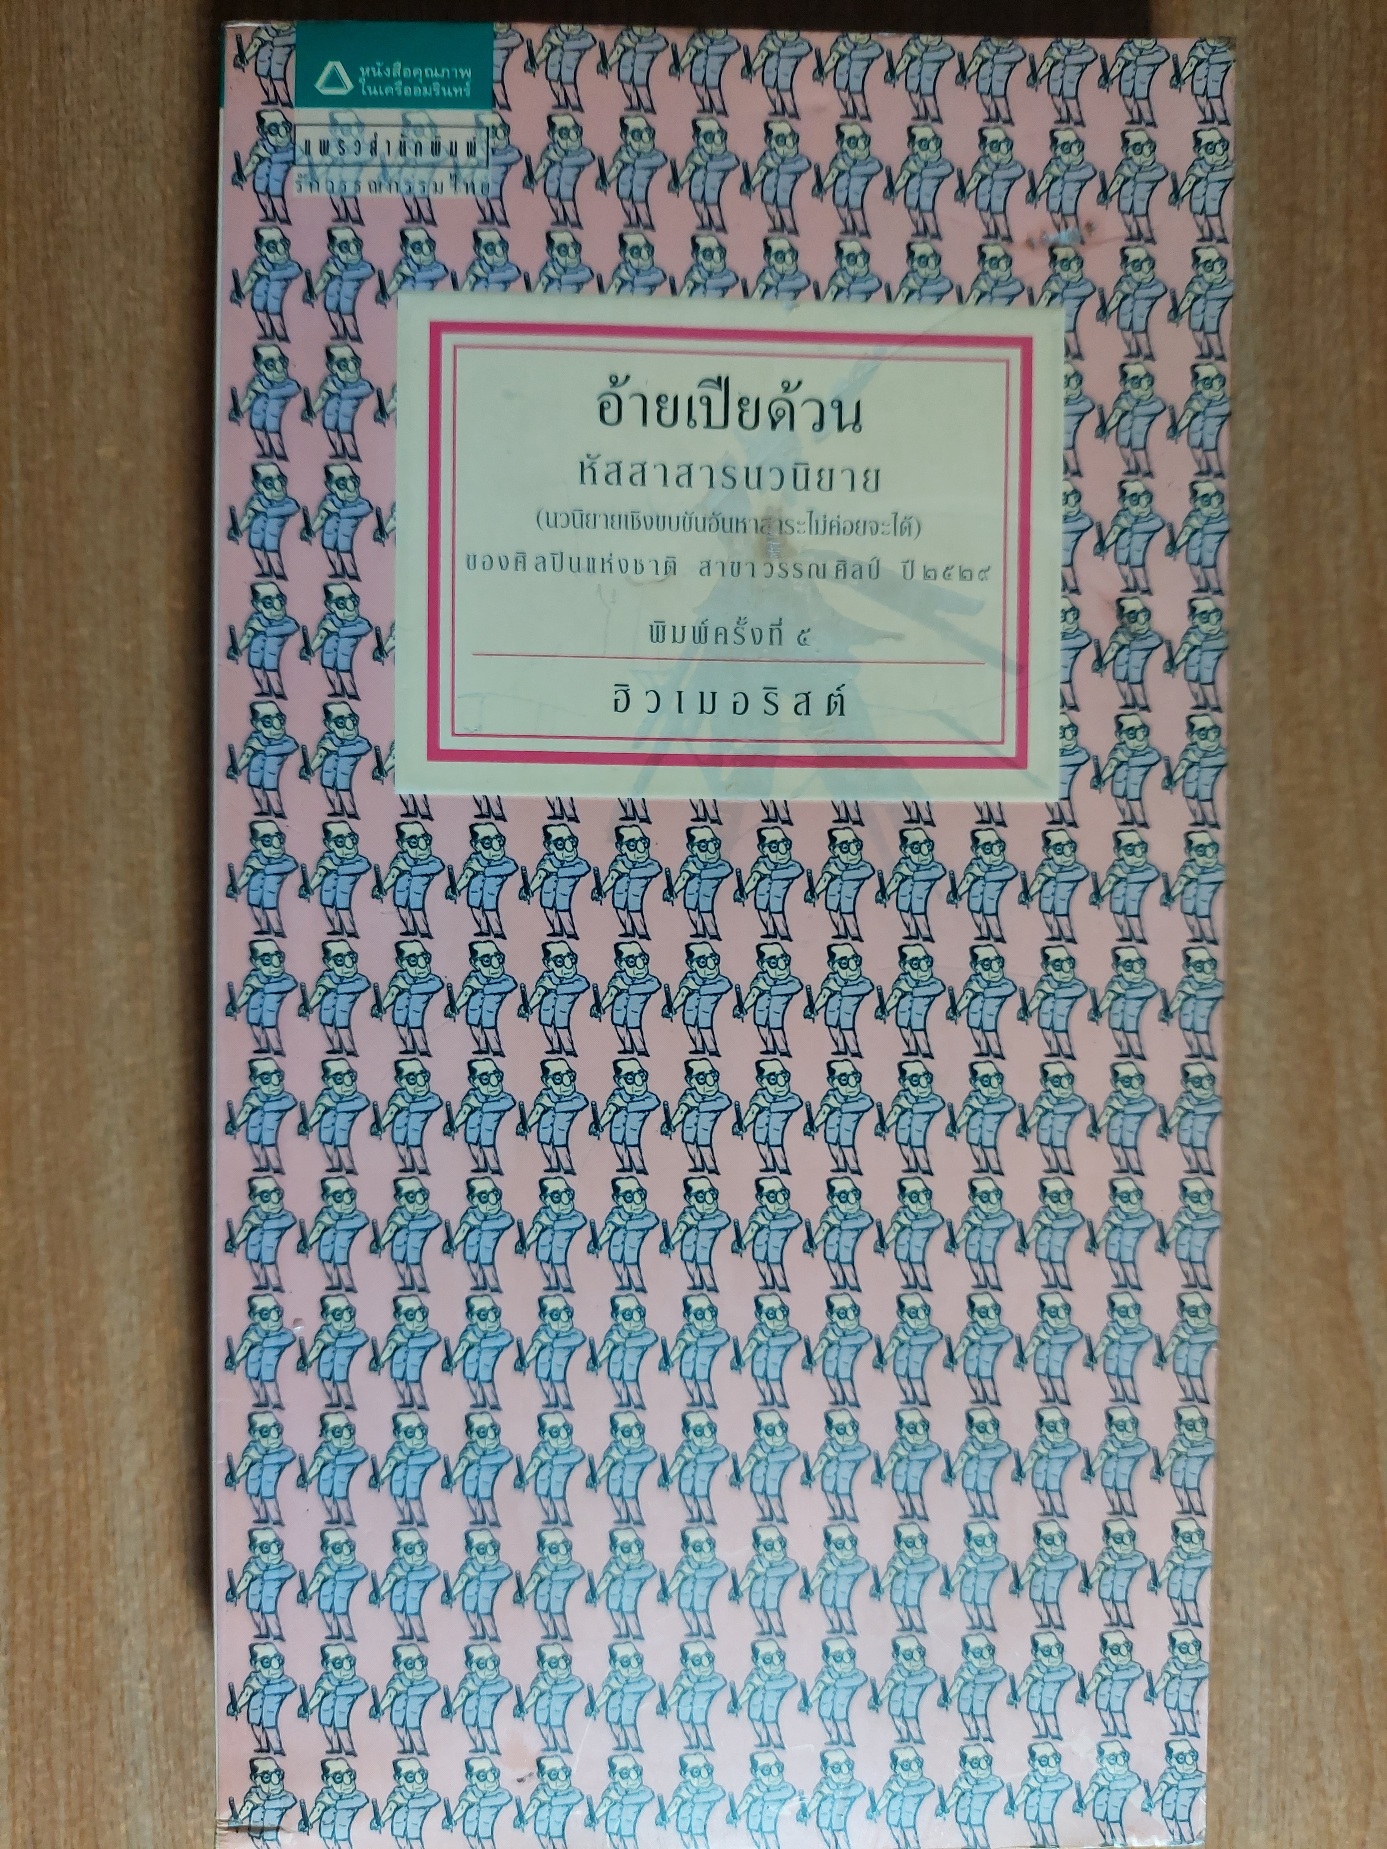 หนังสือคุณภาพ
ในเครืออมรินทร์
แพรวสำนักพิมพ์
รักวรรณกรรมไทย
อ้ายเปียด้วน
หัสสาสารนวนิยาย
(นวนิยายเชิงขบขันอันหาสาระไม่ค่อยจะได้)
ของศิลปินแห่งชาติ สาขาวรรณศิลป์ ปี ๒๕๒๙
พิมพ์ครั้งที่ ๕
ฮิวเมอริสต์